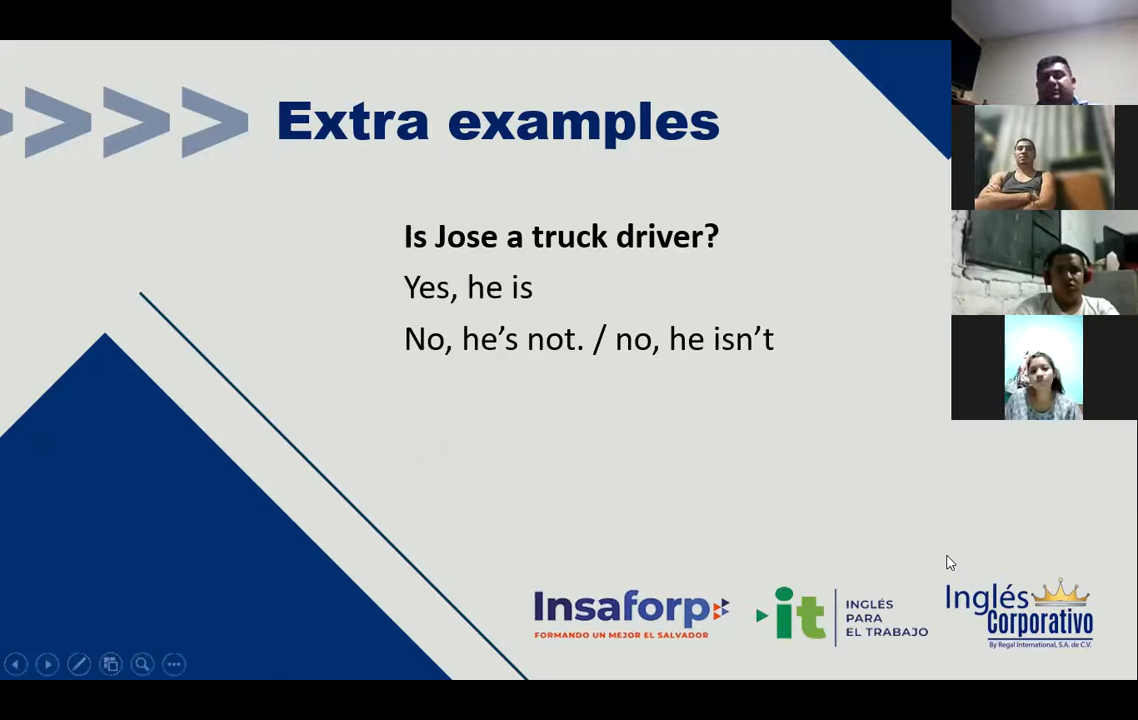 Extra examples
Is Jose a truck driver?
Yes, he is
No, he's not. / no, he isn't
Insaforp
FORMANDO UN MEJOR EL SALVADOR
it
INGLÉS
PARA
EL TRABAJO
Inglés
Corporativo
By Regal International, S.A. de C.V.